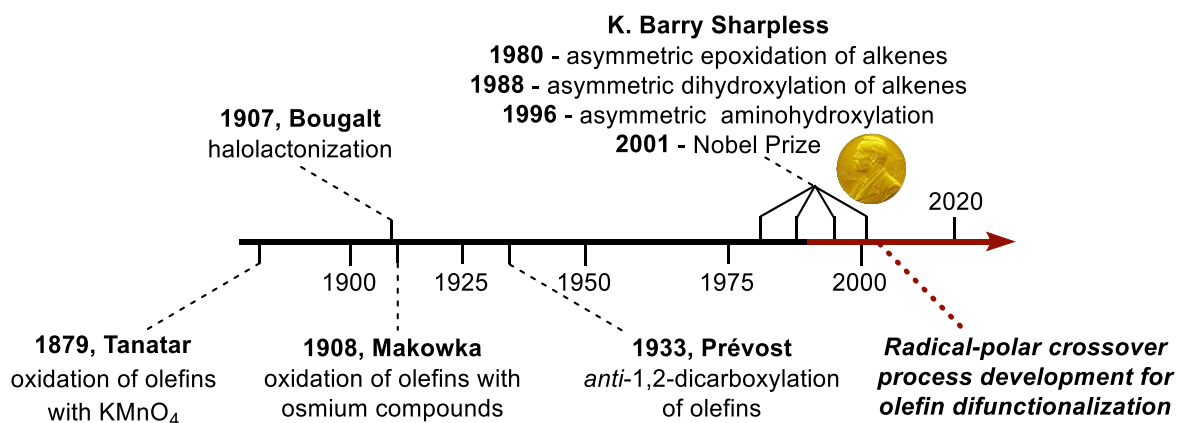 K. Barry Sharpless
1980 - asymmetric epoxidation of alkenes
1988 - asymmetric dihydroxylation of alkenes
1996 - asymmetric aminohydroxylation
2001 - Nobel Prize
1907, Bougalt
halolactonization
2020
1900
1925
1950
1975
2000
1879, Tanatar
oxidation of olefins
with KMnO₄
1908, Makowka
oxidation of olefins with
osmium compounds
1933, Prévost
anti-1,2-dicarboxylation
of olefins
Radical-polar crossover
process development for
olefin difunctionalization